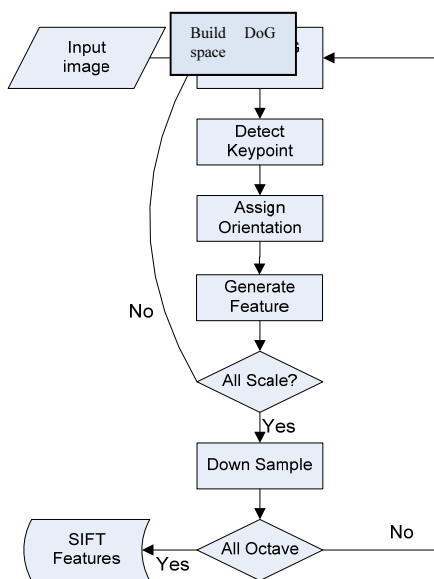 Input
image
Build DoG
space
Detect
Keypoint
Assign
Orientation
Generate
Feature
No
All Scale?
Yes
Down Sample
SIFT
Features
Yes
All Octave
No